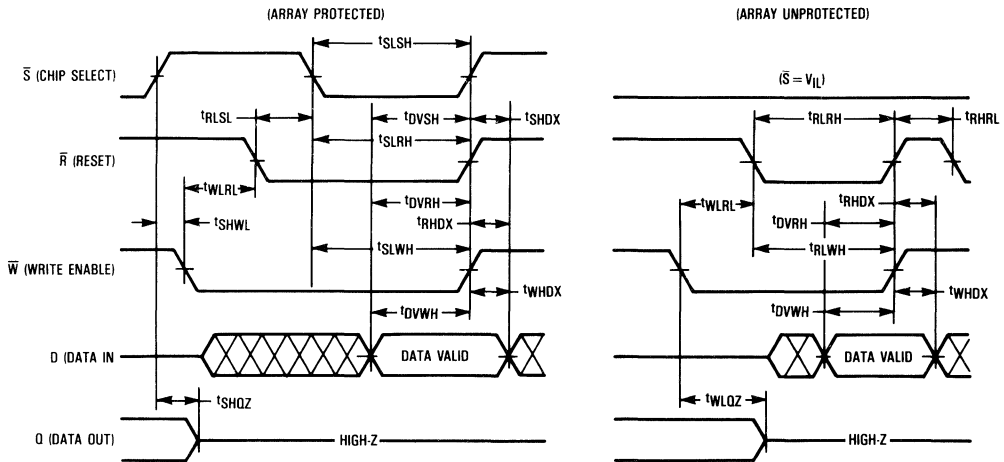 (ARRAY PROTECTED)
(ARRAY UNPROTECTED)
tSLSH
S̅ (CHIP SELECT)
(S̅ = VIL)
tRLSL
tDVSH
tSHDX
tSLRH
tRLRH
tRHRL
R̅ (RESET)
tWLRL
tDVRH
tRHDX
tSHWL
tSLWH
tWLRL
tRHDX
tDVRH
tRLWH
W̅ (WRITE ENABLE)
tWHDX
tDVWH
tWHDX
tDVWH
D (DATA IN
DATA VALID
DATA VALID
tSHQZ
tWLQZ
Q (DATA OUT)
HIGH-Z
HIGH-Z